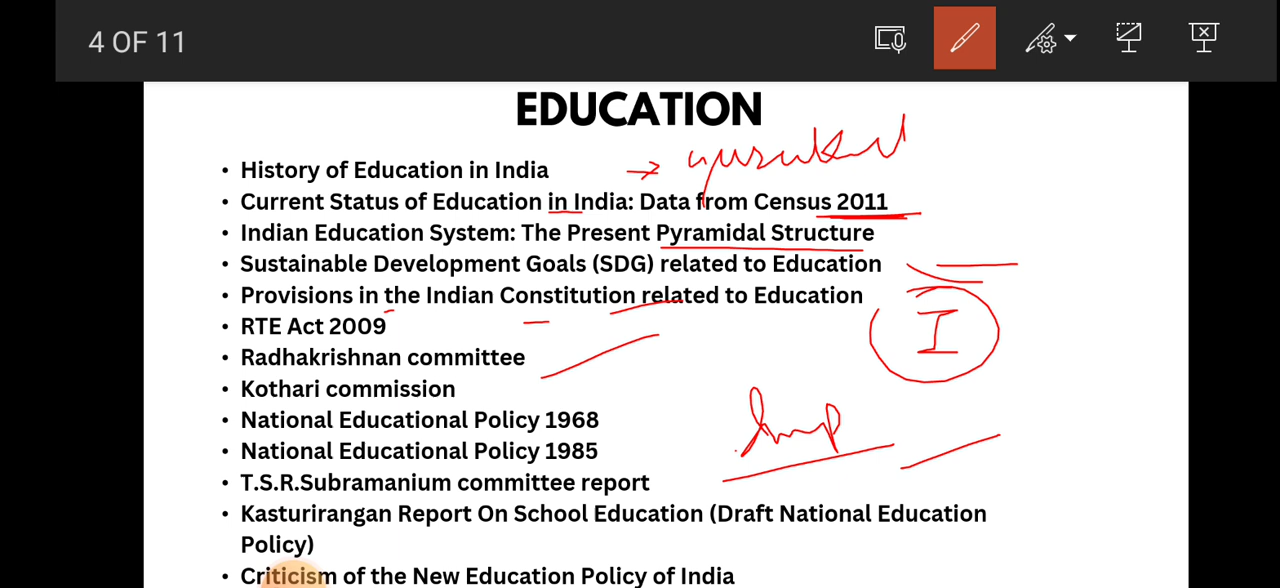 4 OF 11
EDUCATION
• History of Education in India
→ gurukul
• Current Status of Education in India: Data from Census 2011
• Indian Education System: The Present Pyramidal Structure
• Sustainable Development Goals (SDG) related to Education
• Provisions in the Indian Constitution related to Education
I
• RTE Act 2009
• Radhakrishnan committee
• Kothari commission
• National Educational Policy 1968
Imp
• National Educational Policy 1985
• T.S.R.Subramanium committee report
• Kasturirangan Report On School Education (Draft National Education
Policy)
• Criticism of the New Education Policy of India